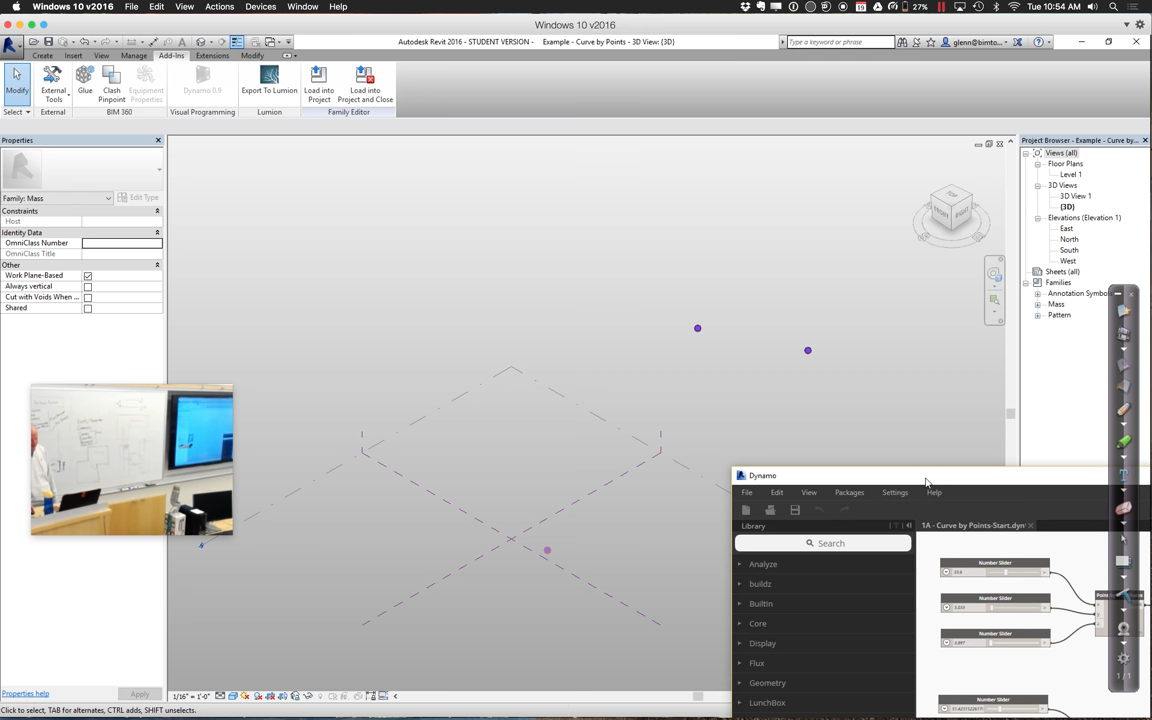 Windows 10 v2016 File Edit View Actions Devices Window Help
27% Tue 10:54 AM
Windows 10 v2016
Autodesk Revit 2016 - STUDENT VERSION - Example - Curve by Points - 3D View: {3D}
Type a keyword or phrase
glenn@bimto...
Create Insert View Manage Add-Ins Extensions Modify
Modify
External Tools
Glue
Clash Pinpoint
Equipment Properties
Dynamo 0.9
Export To Lumion
Load into Project
Load into Project and Close
Select External BIM 360 Visual Programming Lumion Family Editor
Properties
Family: Mass
Edit Type
Constraints
Host
Identity Data
OmniClass Number
OmniClass Title
Other
Work Plane-Based
Always vertical
Cut with Voids When ...
Shared
Properties help
Apply
Project Browser - Example - Curve by...
Views (all)
Floor Plans
Level 1
3D Views
3D View 1
{3D}
Elevations (Elevation 1)
East
North
South
West
Sheets (all)
Families
Annotation Symbo
Mass
Pattern
TOP
FRONT
RIGHT
Dynamo
File Edit View Packages Settings Help
Library
1A - Curve by Points-Start.dyn
Search
Analyze
buildz
BuiltIn
Core
Display
Flux
Geometry
LunchBox
Number Slider
Number Slider
Number Slider
Number Slider
1 / 1
1/16" = 1'-0"
Click to select, TAB for alternates, CTRL adds, SHIFT unselects.